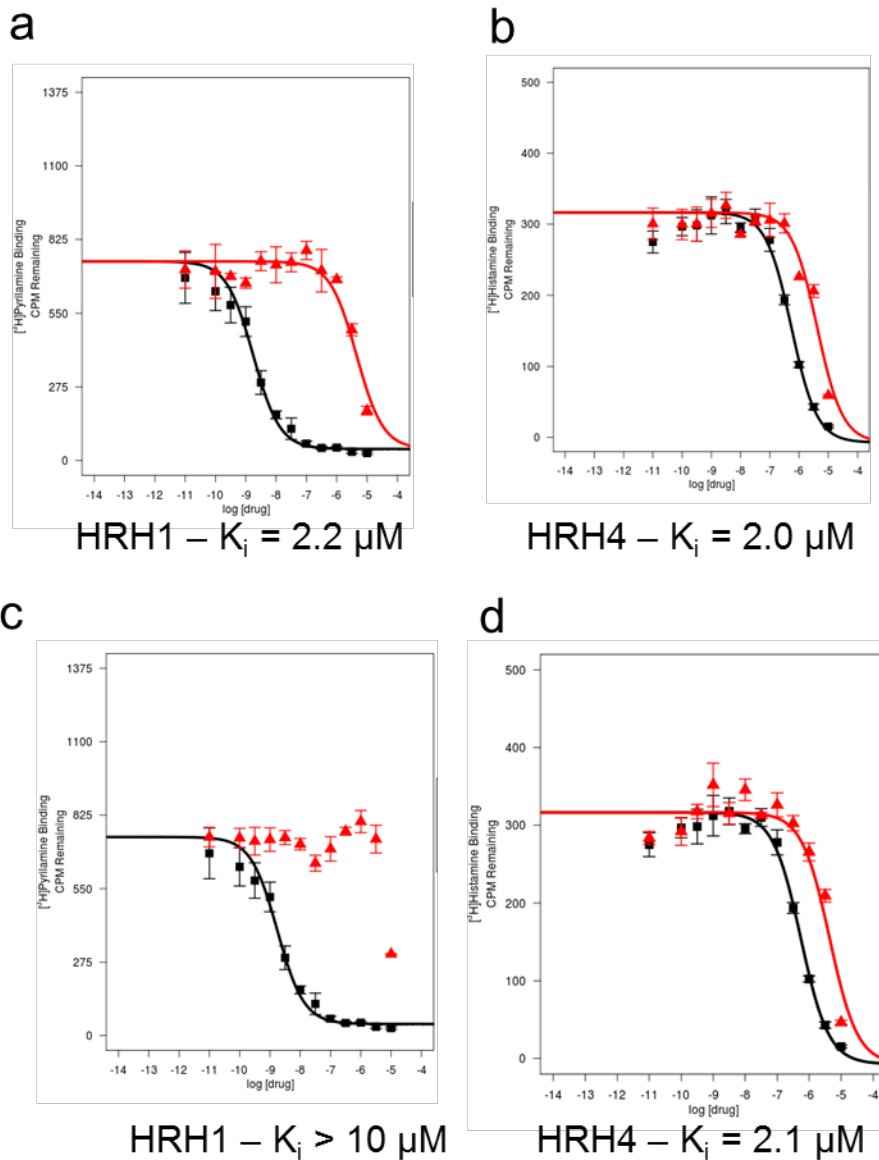 a
1375
1100
825
550
275
0
[³H]Pyrilamine Binding
CPM Remaining
-14 -13 -12 -11 -10 -9 -8 -7 -6 -5 -4
log [drug]
HRH1 – Ki = 2.2 µM
b
500
400
300
200
100
0
[³H]Histamine Binding
CPM Remaining
-14 -13 -12 -11 -10 -9 -8 -7 -6 -5 -4
log [drug]
HRH4 – Ki = 2.0 µM
c
1375
1100
825
550
275
0
[³H]Pyrilamine Binding
CPM Remaining
-14 -13 -12 -11 -10 -9 -8 -7 -6 -5 -4
log [drug]
HRH1 – Ki > 10 µM
d
500
400
300
200
100
0
[³H]Histamine Binding
CPM Remaining
-14 -13 -12 -11 -10 -9 -8 -7 -6 -5 -4
log [drug]
HRH4 – Ki = 2.1 µM